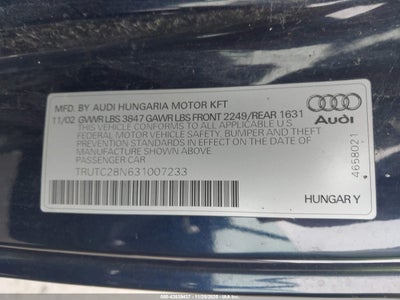 MFD. BY AUDI HUNGARIA MOTOR KFT
11/02 GVWR LBS 3847 GAWR LBS FRONT 2249/REAR 1631
THIS VEHICLE CONFORMS TO ALL APPLICABLE U.S.
FEDERAL MOTOR VEHICLE SAFETY, BUMPER AND THEFT
PREVENTION STANDARDS IN EFFECT ON THE DATE OF
MANUFACTURE SHOWN ABOVE.
PASSENGER CAR
TRUTC28N631007233
Audi
4658021
HUNGARY